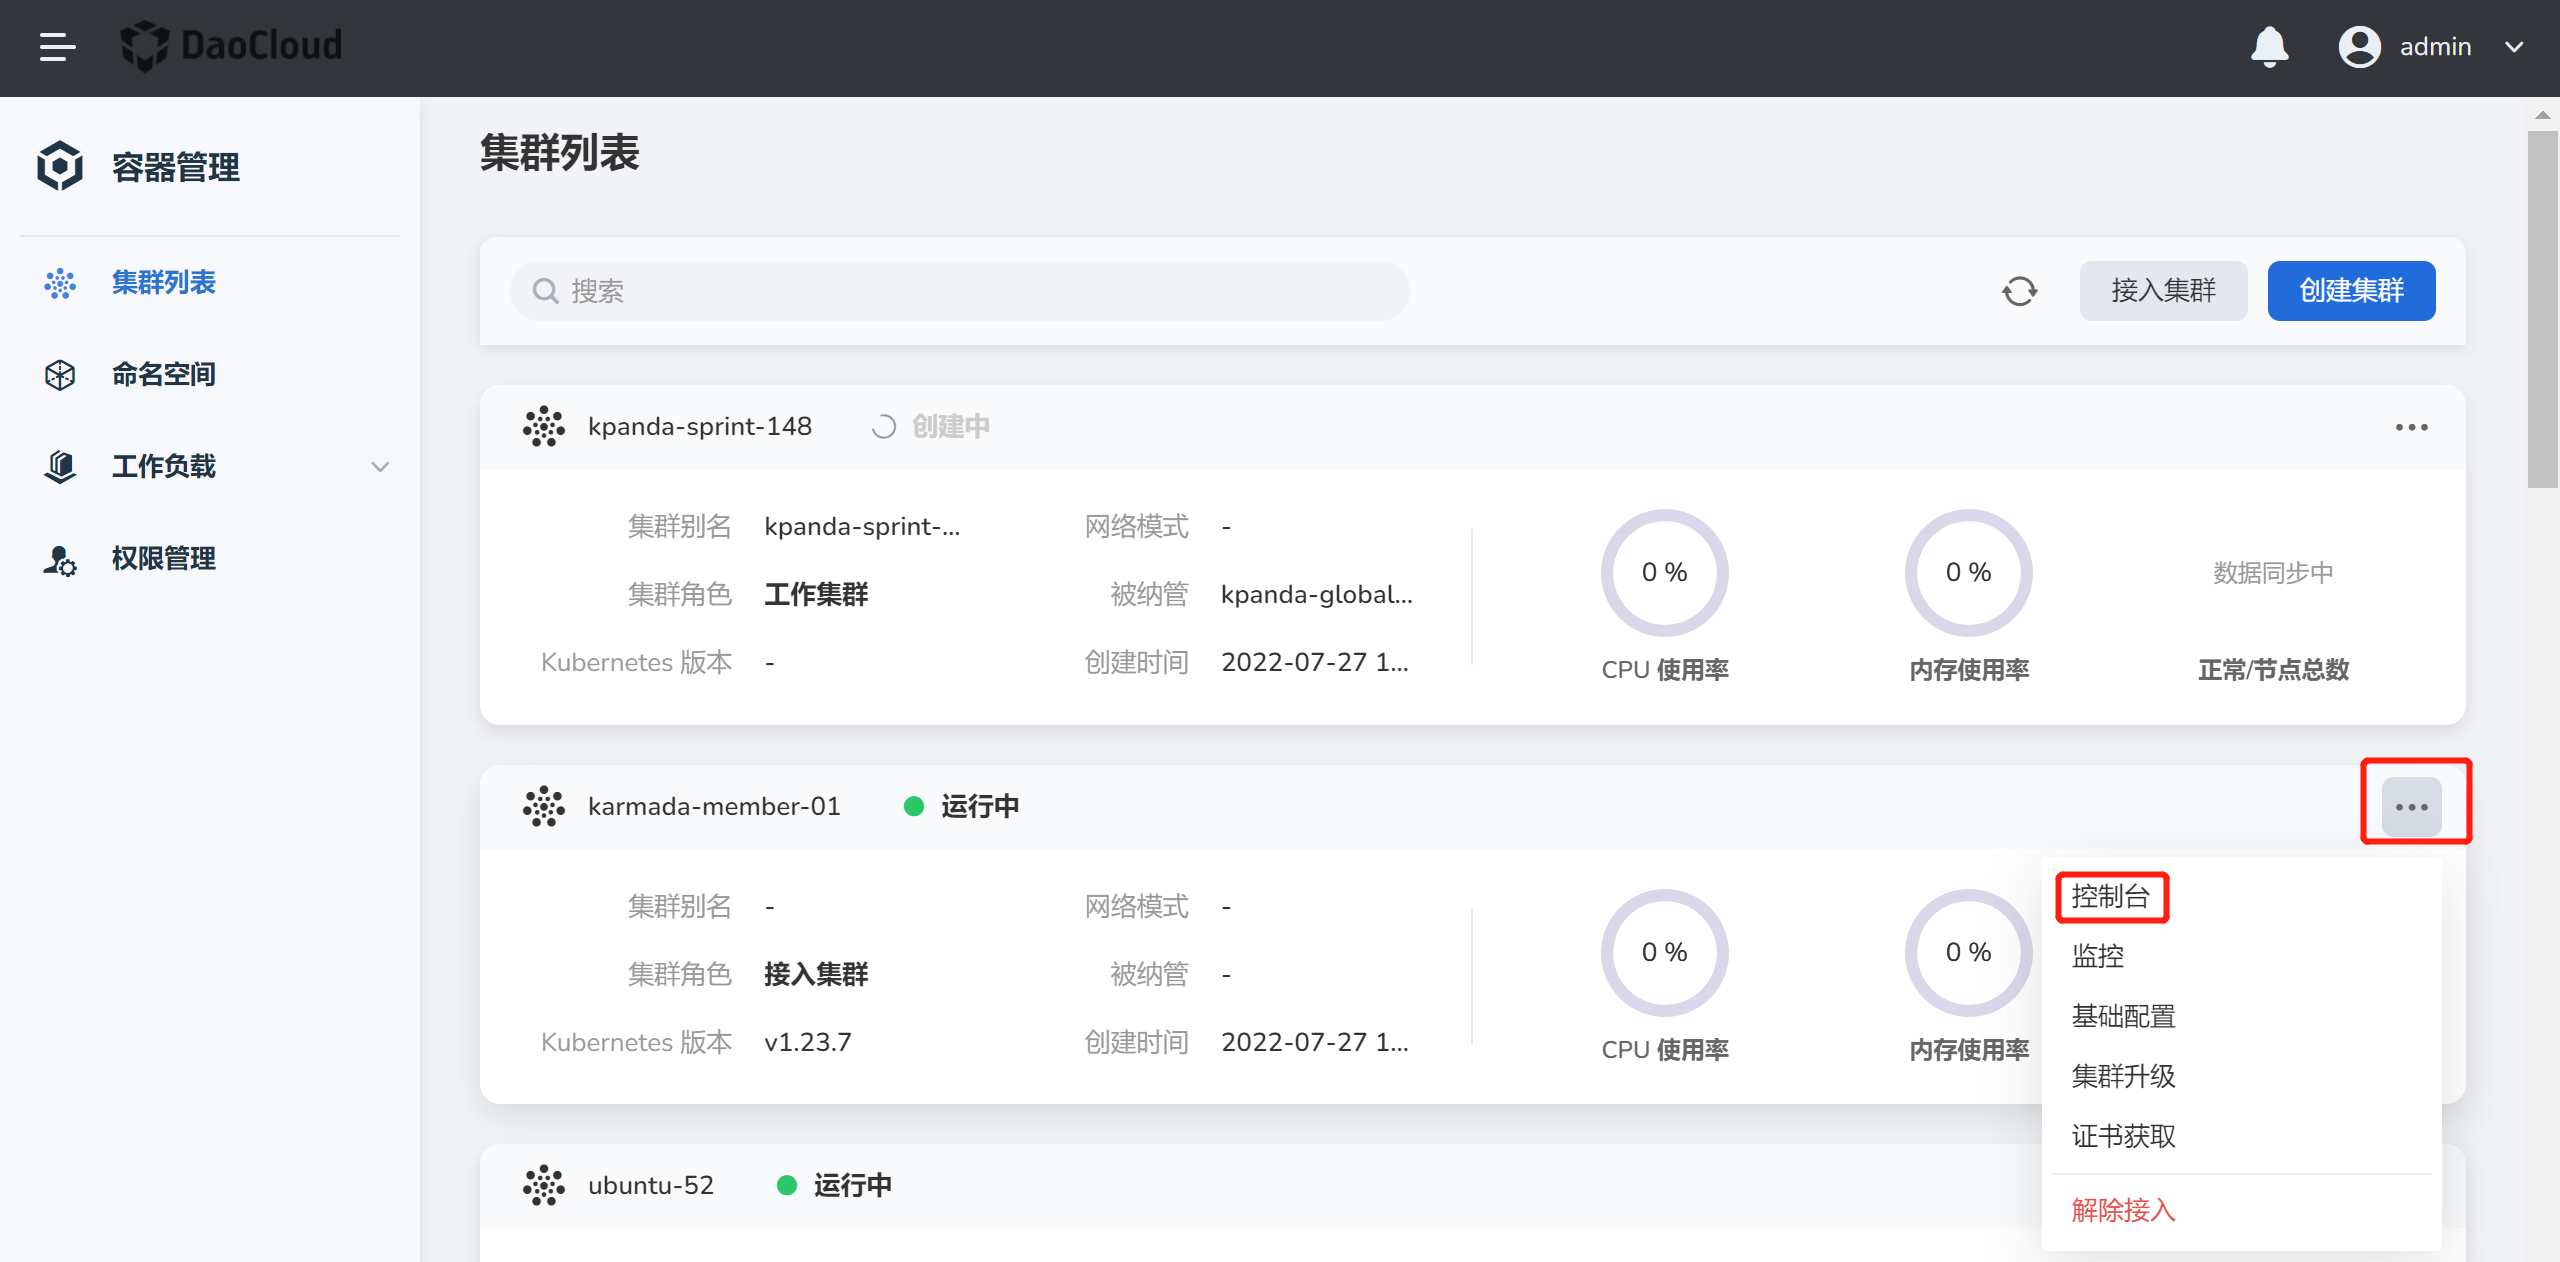 DaoCloud
admin
容器管理
集群列表
命名空间
工作负载
权限管理
集群列表
搜索
接入集群
创建集群
kpanda-sprint-148 创建中
集群别名 kpanda-sprint-... 网络模式 -
集群角色 工作集群 被纳管 kpanda-global...
Kubernetes 版本 - 创建时间 2022-07-27 1...
0 %
CPU 使用率
0 %
内存使用率
数据同步中
正常/节点总数
karmada-member-01 运行中
集群别名 - 网络模式 -
集群角色 接入集群 被纳管 -
Kubernetes 版本 v1.23.7 创建时间 2022-07-27 1...
0 %
CPU 使用率
0 %
内存使用率
控制台
监控
基础配置
集群升级
证书获取
解除接入
ubuntu-52 运行中